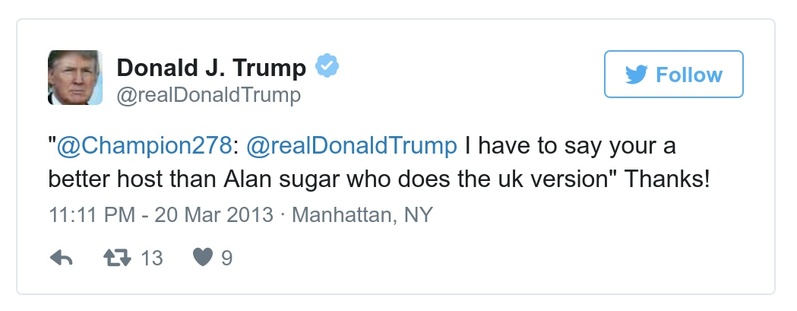 Donald J. Trump
@realDonaldTrump
Follow
"@Champion278: @realDonaldTrump I have to say your a
better host than Alan sugar who does the uk version" Thanks!
11:11 PM - 20 Mar 2013 · Manhattan, NY
13 9